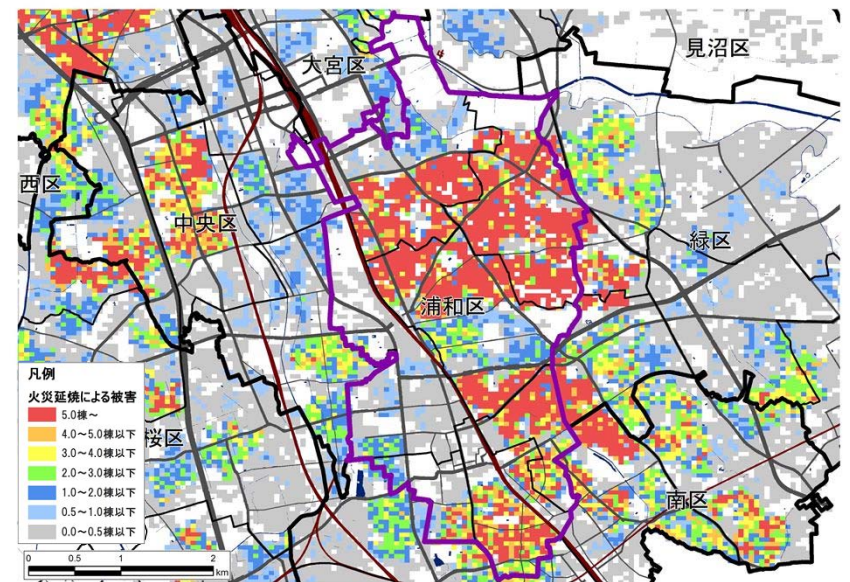 大宮区
見沼区
西区
中央区
緑区
浦和区
桜区
南区
凡例
火災延焼による被害
5.0棟～
4.0～5.0棟以下
3.0～4.0棟以下
2.0～3.0棟以下
1.0～2.0棟以下
0.5～1.0棟以下
0.0～0.5棟以下
0 0.5 1 2
km